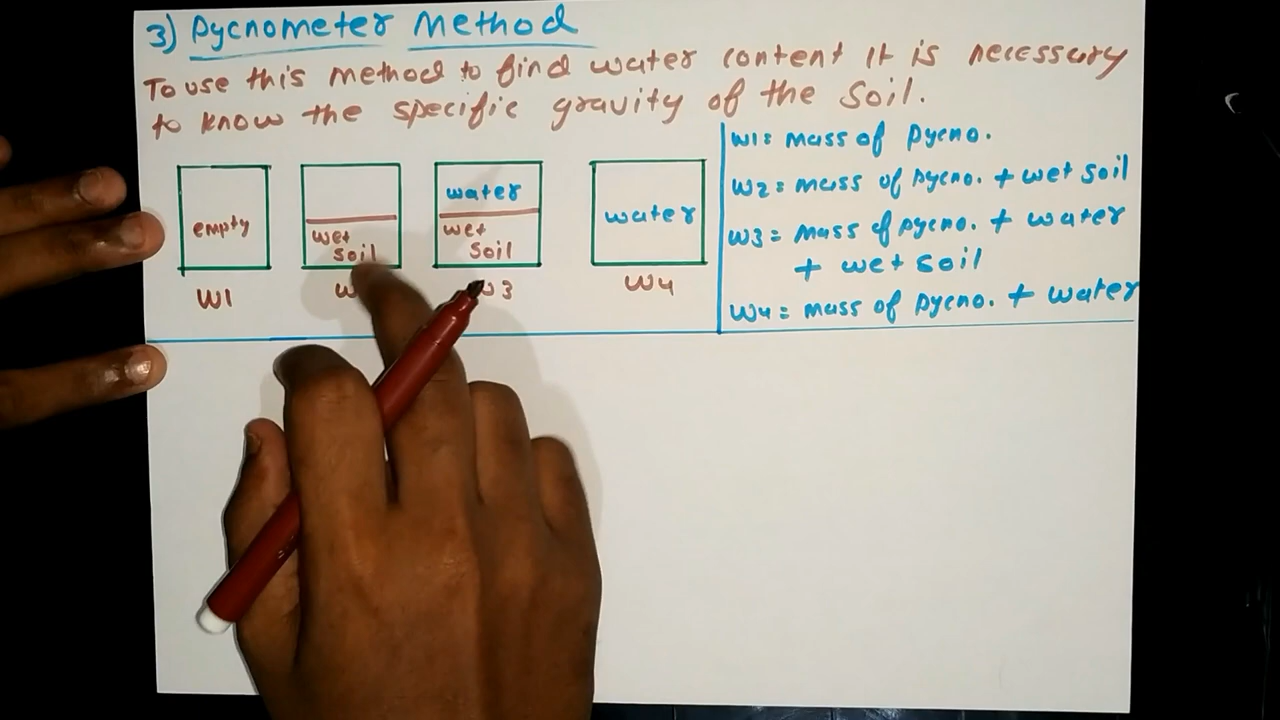 3) Pycnometer Method
To use this method to find water content it is necessary
to know the specific gravity of the soil.
empty
wet
soil
water
wet
soil
water
W1
W
W3
W4
W1= mass of pycno.
W2= mass of pycno. + wet soil
W3 = mass of pycno. + water
+ wet soil
W4= mass of pycno. + water